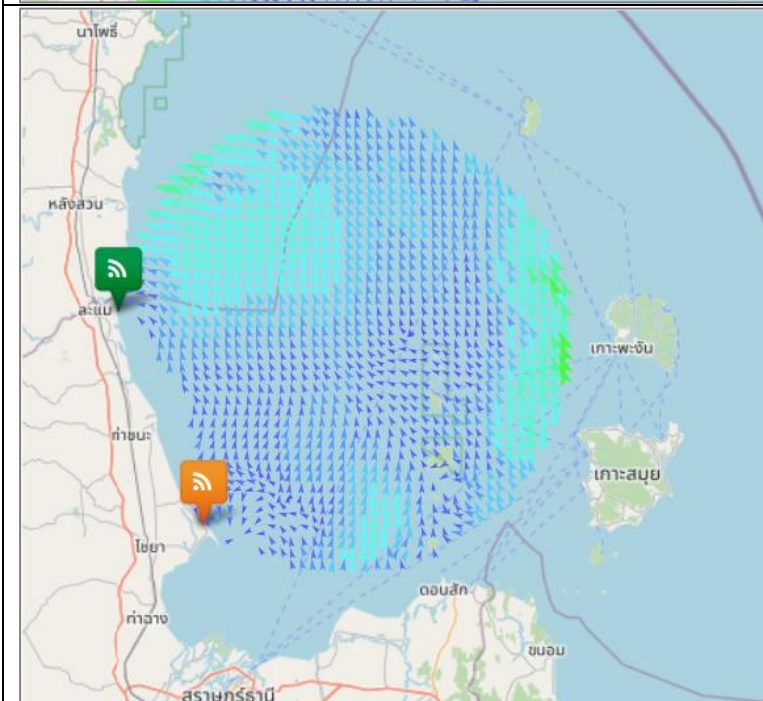 นาโพธิ์
หลังสวน
ละแม
เกาะพะงัน
ท่าชนะ
เกาะสมุย
ไชยา
ดอนสัก
ท่าฉาง
ขนอม
สุราษฎร์ธานี